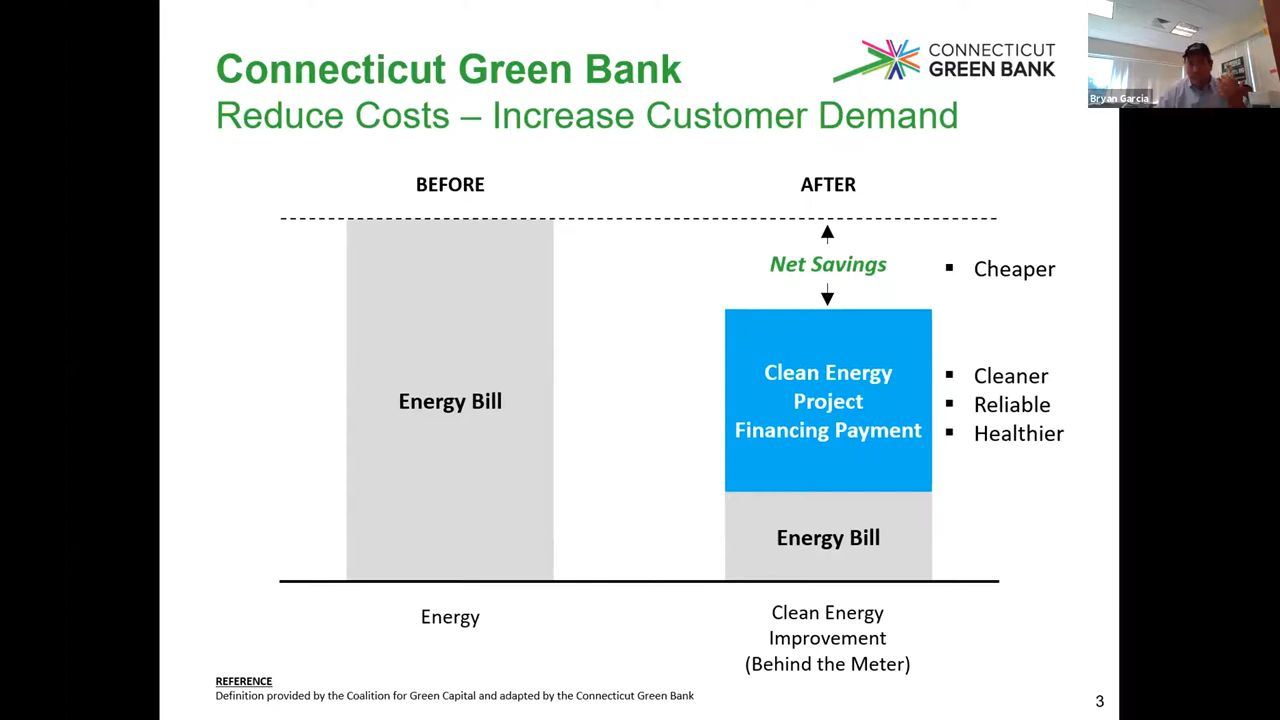 Connecticut Green Bank
Reduce Costs – Increase Customer Demand
CONNECTICUT
GREEN BANK
Bryan Garcia
BEFORE
AFTER
Net Savings
▪ Cheaper
Energy Bill
Clean Energy
Project
Financing Payment
▪ Cleaner
▪ Reliable
▪ Healthier
Energy Bill
Energy
Clean Energy
Improvement
(Behind the Meter)
REFERENCE
Definition provided by the Coalition for Green Capital and adapted by the Connecticut Green Bank
3